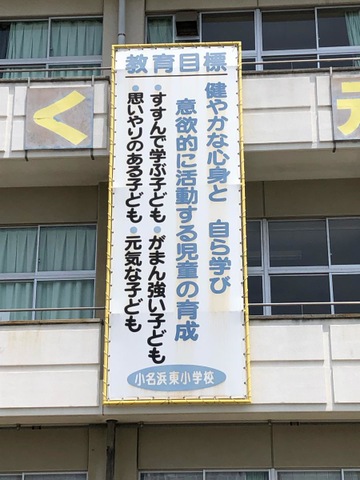 教育目標
健やかな心身と 自ら学び
意欲的に活動する児童の育成
・すすんで学ぶ子ども ・がまん強い子ども
・思いやりのある子ども ・元気な子ども
小名浜東小学校
く
元